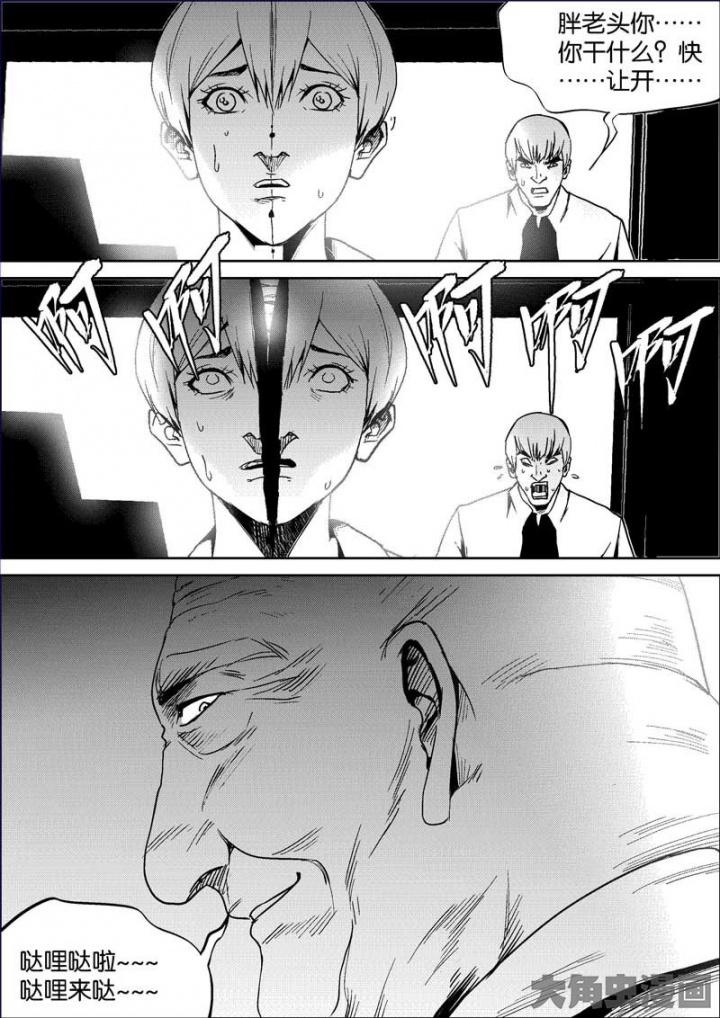 胖老头你……
你干什么？快
……让开……
啊
啊
啊
啊
啊
哒哩哒啦~~~
哒哩来哒~~~
大角虫漫画